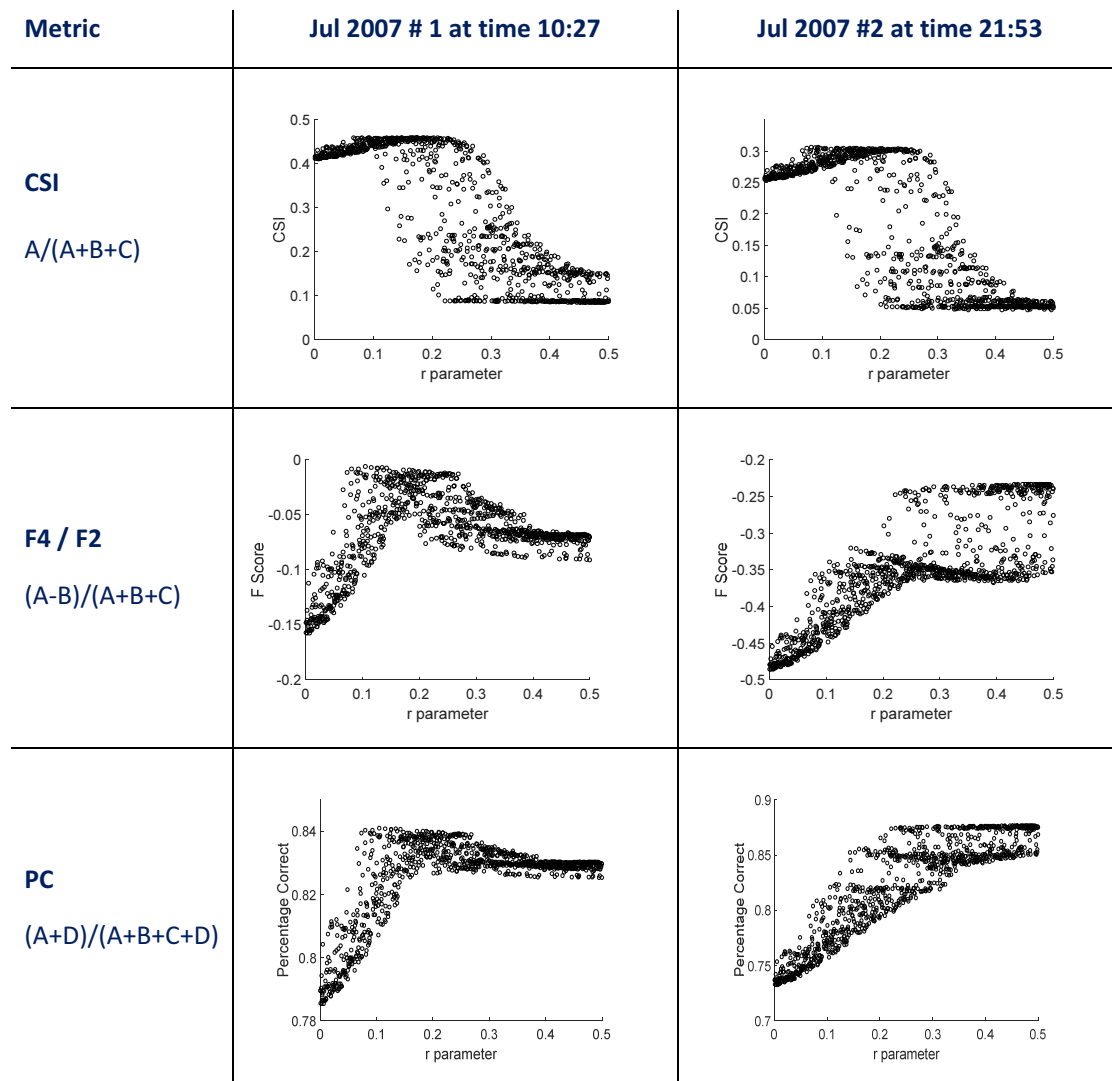 Metric
Jul 2007 # 1 at time 10:27
Jul 2007 #2 at time 21:53
CSI
A/(A+B+C)
0.5
0.4
0.3
0.2
0.1
0
CSI
0 0.1 0.2 0.3 0.4 0.5
r parameter
0.3
0.25
0.2
0.15
0.1
0.05
0
CSI
0 0.1 0.2 0.3 0.4 0.5
r parameter
F4 / F2
(A-B)/(A+B+C)
0
-0.05
-0.1
-0.15
-0.2
F Score
0 0.1 0.2 0.3 0.4 0.5
r parameter
-0.2
-0.25
-0.3
-0.35
-0.4
-0.45
-0.5
F Score
0 0.1 0.2 0.3 0.4 0.5
r parameter
PC
(A+D)/(A+B+C+D)
0.84
0.82
0.8
0.78
Percentage Correct
0 0.1 0.2 0.3 0.4 0.5
r parameter
0.9
0.85
0.8
0.75
0.7
Percentage Correct
0 0.1 0.2 0.3 0.4 0.5
r parameter